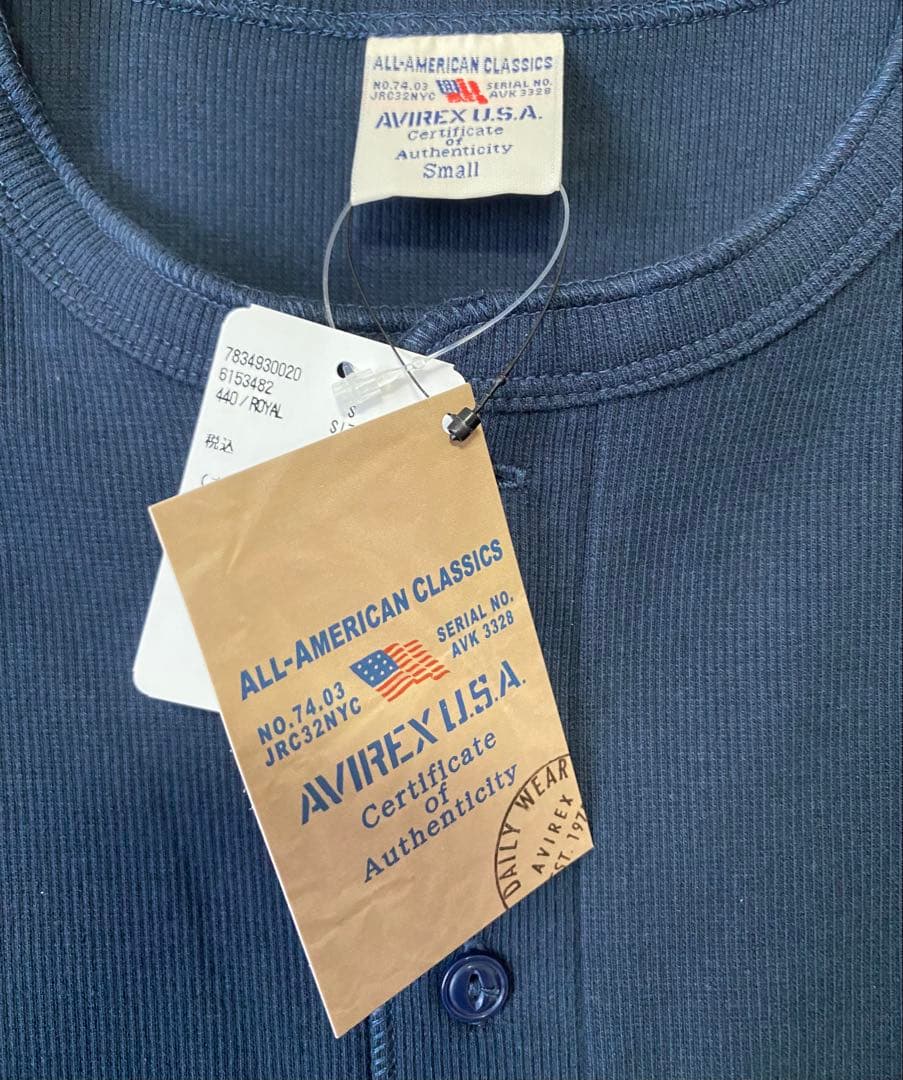 ALL-AMERICAN CLASSICS
NO.74.03
JRC32NYC
SERIAL NO.
AVK 3328
AVIREX U.S.A.
Certificate
of
Authenticity
Small
7834930020
6153482
440/ROYAL
S
税込
ALL-AMERICAN CLASSICS
NO.74.03
JRC32NYC
SERIAL NO.
AVK 3328
AVIREX U.S.A.
Certificate
of
Authenticity
DAILY WEAR
AVIREX